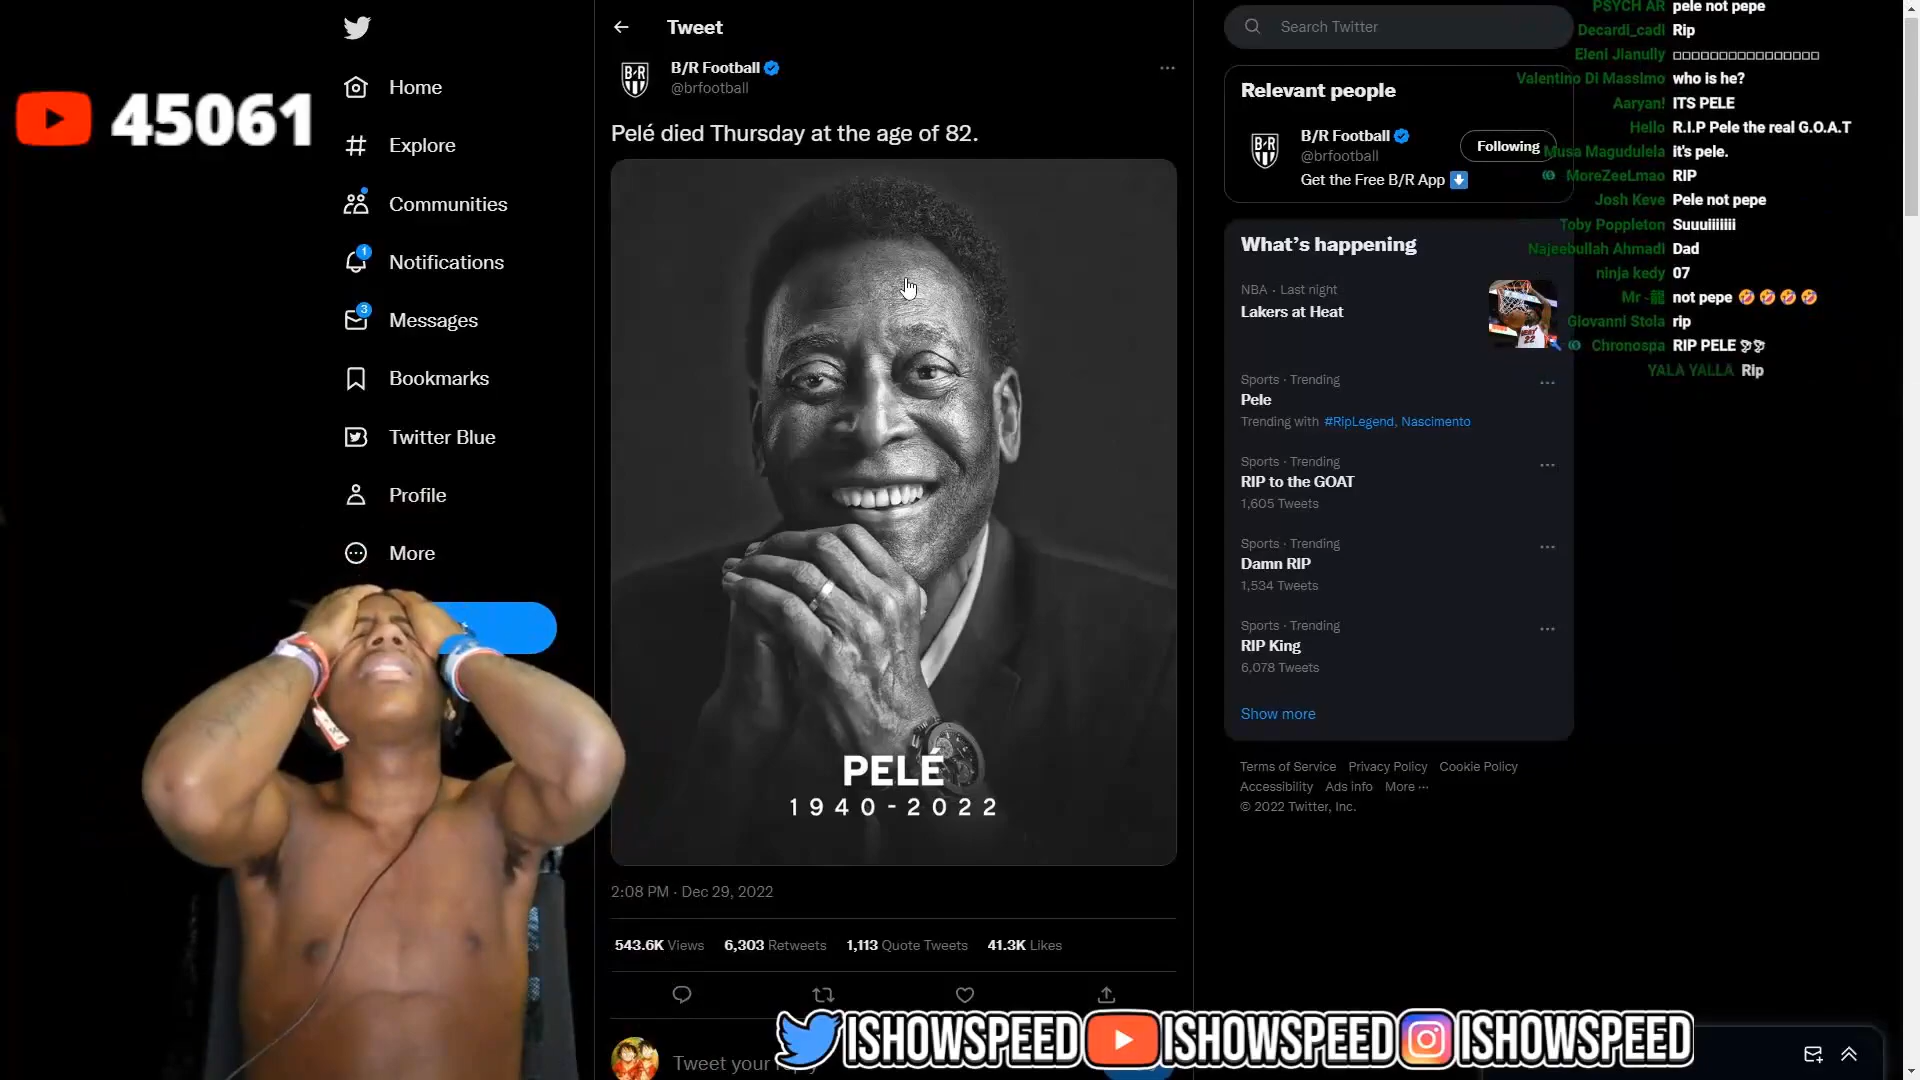 45061
Home
Explore
Communities
1
Notifications
3
Messages
Bookmarks
Twitter Blue
Profile
More
Tweet
B/R Football
@brfootball
Pelé died Thursday at the age of 82.
PELÉ
1940-2022
2:08 PM · Dec 29, 2022
543.6K Views 6,303 Retweets 1,113 Quote Tweets 41.3K Likes
Tweet your
ISHOWSPEED ISHOWSPEED ISHOWSPEED
Search Twitter
Relevant people
B/R Football
@brfootball
Following
Get the Free B/R App
What's happening
NBA · Last night
Lakers at Heat
Sports · Trending
Pele
Trending with #RipLegend, Nascimento
Sports · Trending
RIP to the GOAT
1,605 Tweets
Sports · Trending
Damn RIP
1,534 Tweets
Sports · Trending
RIP King
6,078 Tweets
Show more
Terms of Service Privacy Policy Cookie Policy
Accessibility Ads info More ···
© 2022 Twitter, Inc.
PSYCH AR pele not pepe
Decardi_cadi Rip
Eleni Jianully
Valentino Di Massimo who is he?
Aaryan! ITS PELE
Hello R.I.P Pele the real G.O.A.T
Musa Magudulela it's pele.
MoreZeeLmao RIP
Josh Keve Pele not pepe
Toby Poppleton Suuuiiiiiii
Najeebullah Ahmadi Dad
ninja kedy 07
Mr ~龍 not pepe 🤣🤣🤣🤣
Giovanni Stola rip
Chronospa RIP PELE 🕊🕊
YALA YALLA Rip